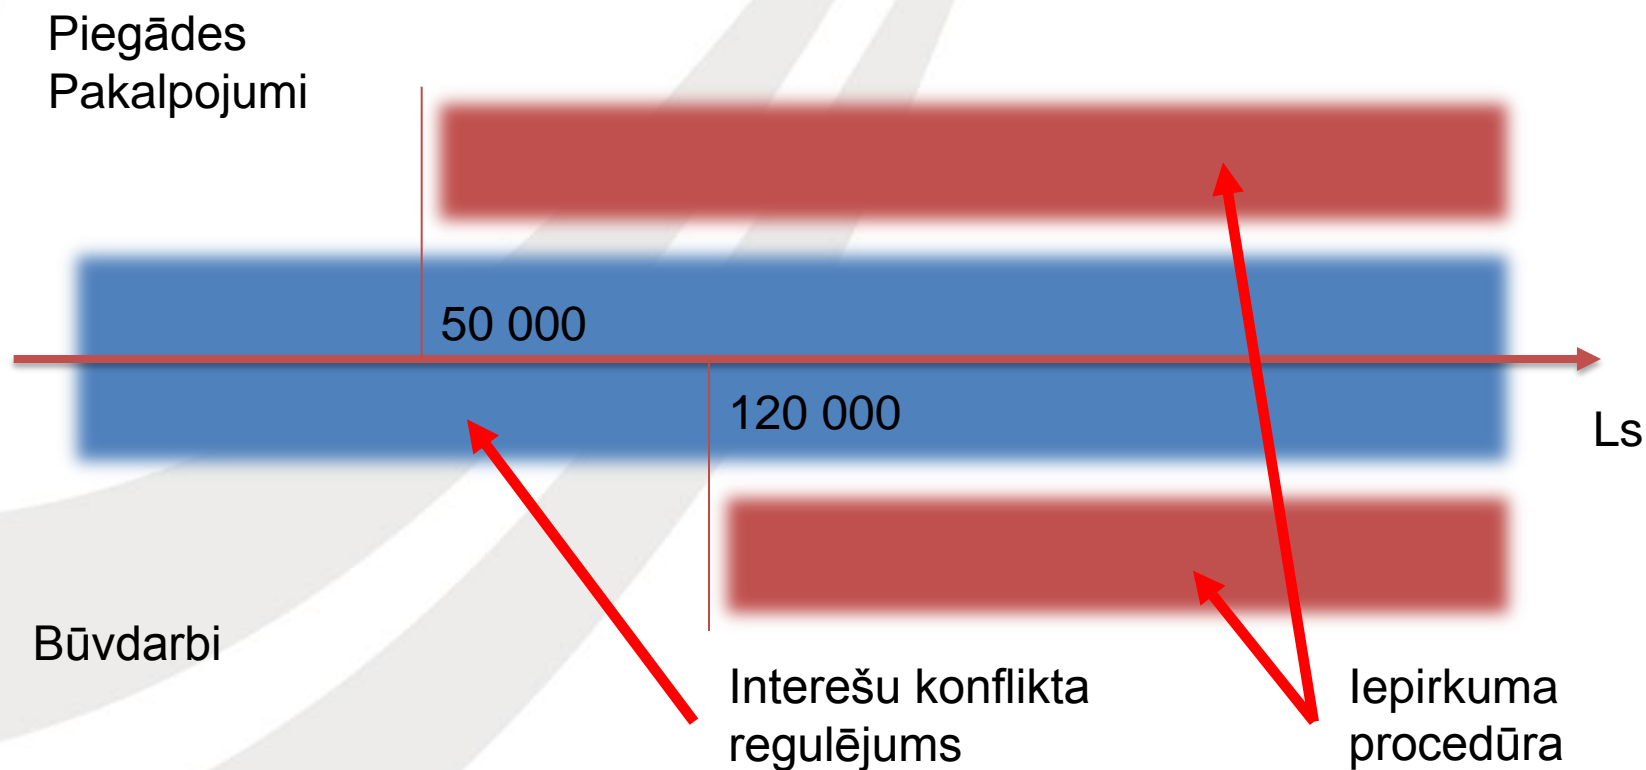 Piegādes
Pakalpojumi
50 000
120 000
Ls
Būvdarbi
Interešu konflikta
regulējums
Iepirkuma
procedūra